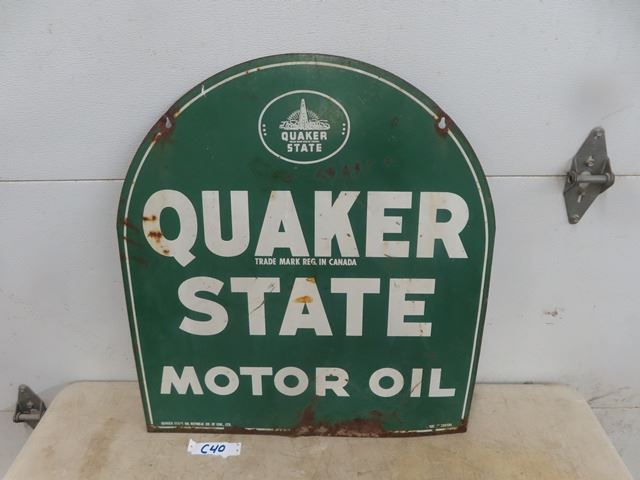 QUAKER
STATE
QUAKER
TRADE MARK REG. IN CANADA
STATE
MOTOR OIL
C40